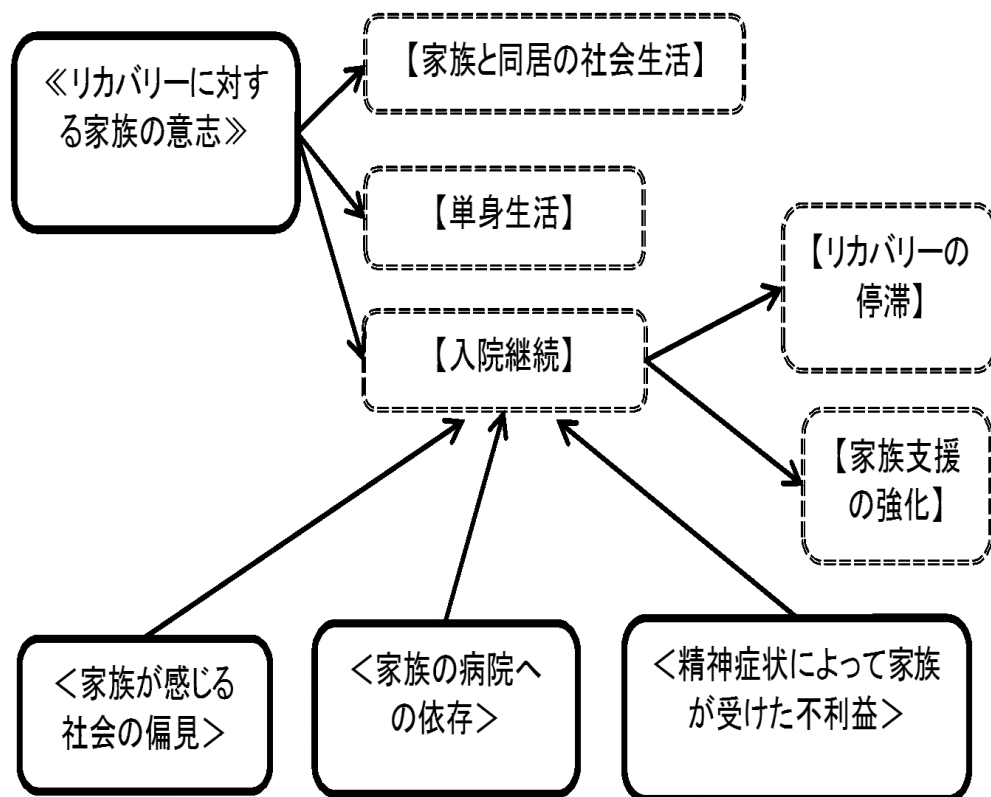 ≪リカバリーに対す
る家族の意志≫
【家族と同居の社会生活】
【単身生活】
【入院継続】
【リカバリーの
停滞】
【家族支援
の強化】
＜家族が感じる
社会の偏見＞
＜家族の病院へ
の依存＞
＜精神症状によって家族
が受けた不利益＞